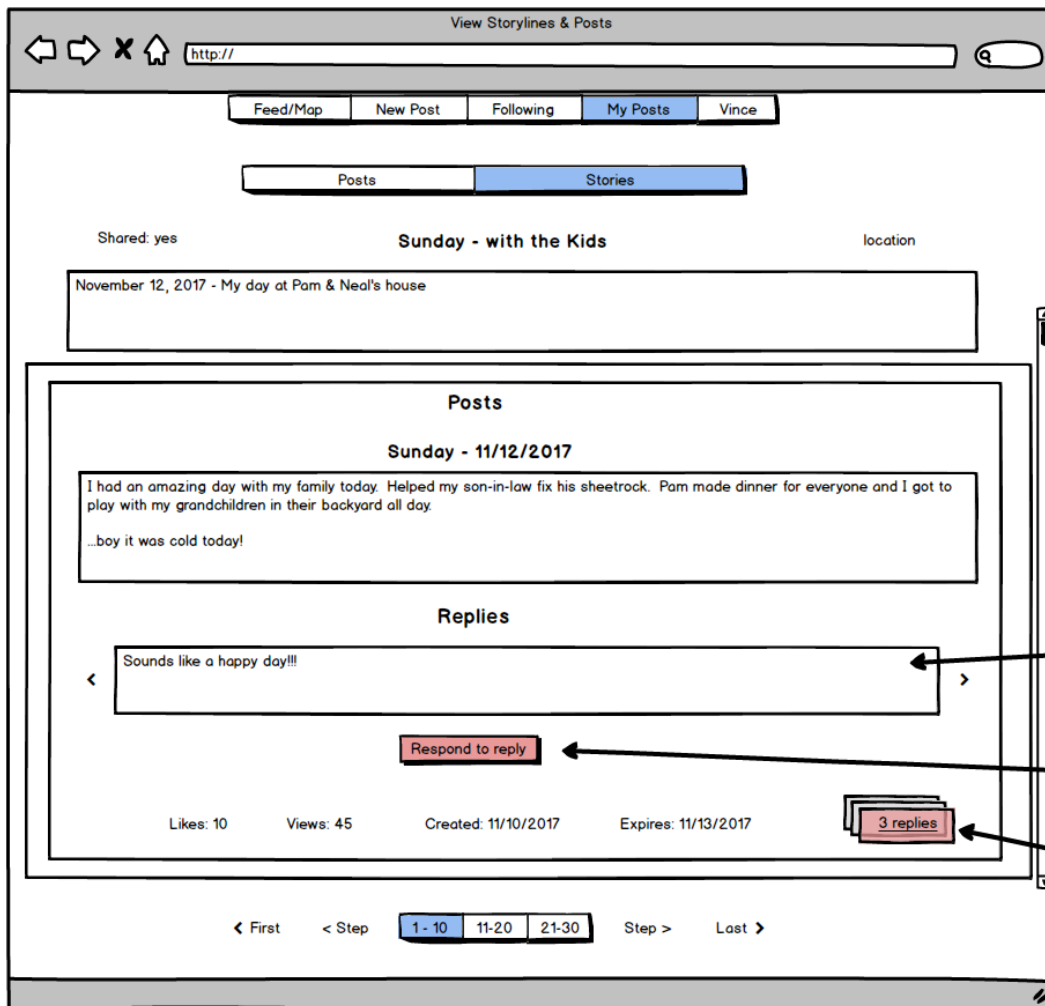 View Storylines & Posts
http://
Feed/Map New Post Following My Posts Vince
Posts Stories
Shared: yes Sunday - with the Kids location
November 12, 2017 - My day at Pam & Neal's house
Posts
Sunday - 11/12/2017
I had an amazing day with my family today. Helped my son-in-law fix his sheetrock. Pam made dinner for everyone and I got to
play with my grandchildren in their backyard all day.
...boy it was cold today!
Replies
Sounds like a happy day!!!
Respond to reply
Likes: 10 Views: 45 Created: 11/10/2017 Expires: 11/13/2017 3 replies
< First < Step 1 - 10 11-20 21-30 Step > Last >